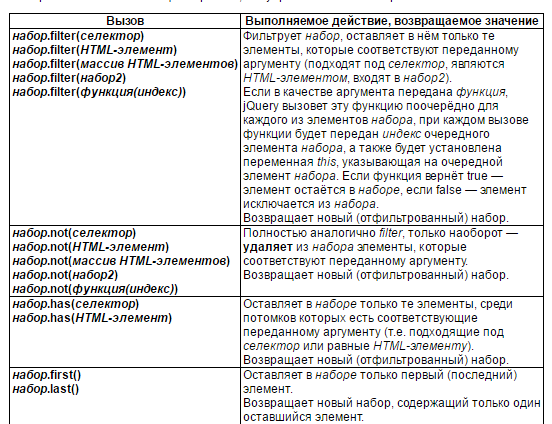 Вызов
Выполняемое действие, возвращаемое значение
набор.filter(селектор)
набор.filter(HTML-элемент)
набор.filter(массив HTML-элементов)
набор.filter(набор2)
набор.filter(функция(индекс))
Фильтрует набор, оставляет в нём только те
элементы, которые соответствуют переданному
аргументу (подходят под селектор, являются
HTML-элементом, входят в набор2).
Если в качестве аргумента передана функция,
jQuery вызовет эту функцию поочерёдно для
каждого из элементов набора, при каждом вызове
функции будет передан индекс очередного
элемента набора, а также будет установлена
переменная this, указывающая на очередной
элемент набора. Если функция вернёт true —
элемент остаётся в наборе, если false — элемент
исключается из набора.
Возвращает новый (отфильтрованный) набор.
набор.not(селектор)
набор.not(HTML-элемент)
набор.not(массив HTML-элементов)
набор.not(набор2)
набор.not(функция(индекс))
Полностью аналогично filter, только наоборот —
удаляет из набора элементы, которые
соответствуют переданному аргументу.
Возвращает новый (отфильтрованный) набор.
набор.has(селектор)
набор.has(HTML-элемент)
Оставляет в наборе только те элементы, среди
потомков которых есть соответствующие
переданному аргументу (т.е. подходящие под
селектор или равные HTML-элементу).
Возвращает новый (отфильтрованный) набор.
набор.first()
набор.last()
Оставляет в наборе только первый (последний)
элемент.
Возвращает новый набор, содержащий только один
оставшийся элемент.